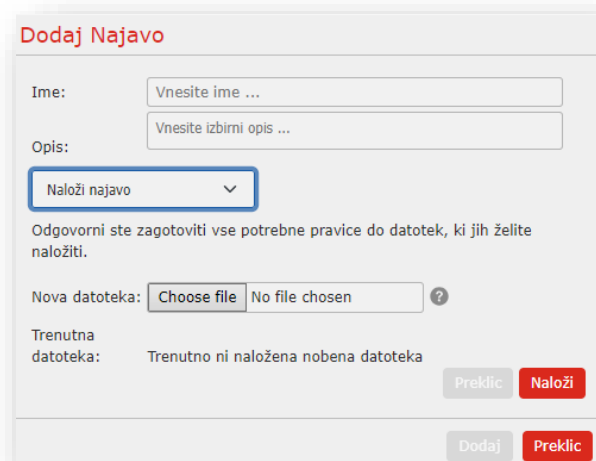 Dodaj Najavo
Ime: Vnesite ime ...
Vnesite izbirni opis ...
Opis:
Naloži najavo
Odgovorni ste zagotoviti vse potrebne pravice do datotek, ki jih želite
naložiti.
Nova datoteka: Choose file No file chosen ?
Trenutna
datoteka: Trenutno ni naložena nobena datoteka
Preklic Naloži
Dodaj Preklic